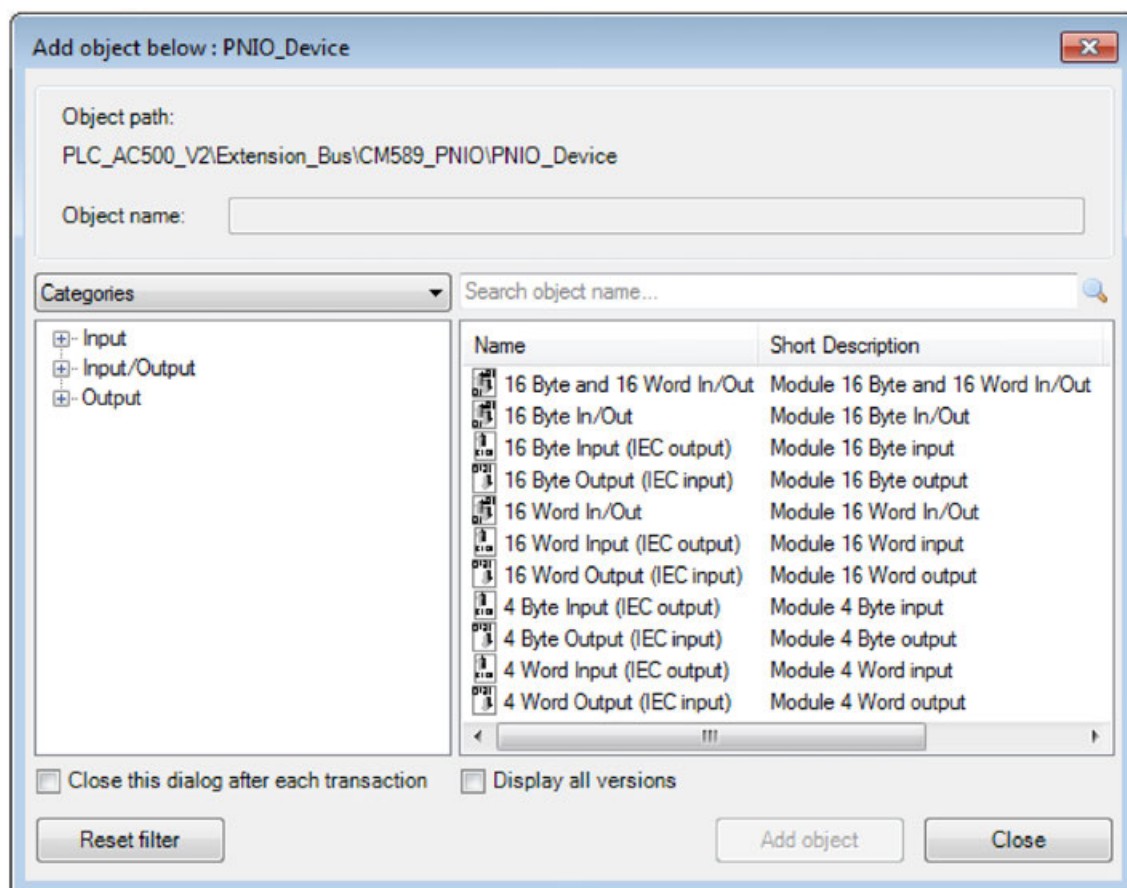 Add object below : PNIO_Device
Object path:
PLC_AC500_V2\Extension_Bus\CM589_PNIO\PNIO_Device
Object name:
Categories
Search object name...
Input
Input/Output
Output
Name Short Description
16 Byte and 16 Word In/Out Module 16 Byte and 16 Word In/Out
16 Byte In/Out Module 16 Byte In/Out
16 Byte Input (IEC output) Module 16 Byte input
16 Byte Output (IEC input) Module 16 Byte output
16 Word In/Out Module 16 Word In/Out
16 Word Input (IEC output) Module 16 Word input
16 Word Output (IEC input) Module 16 Word output
4 Byte Input (IEC output) Module 4 Byte input
4 Byte Output (IEC input) Module 4 Byte output
4 Word Input (IEC output) Module 4 Word input
4 Word Output (IEC input) Module 4 Word output
Close this dialog after each transaction Display all versions
Reset filter Add object Close